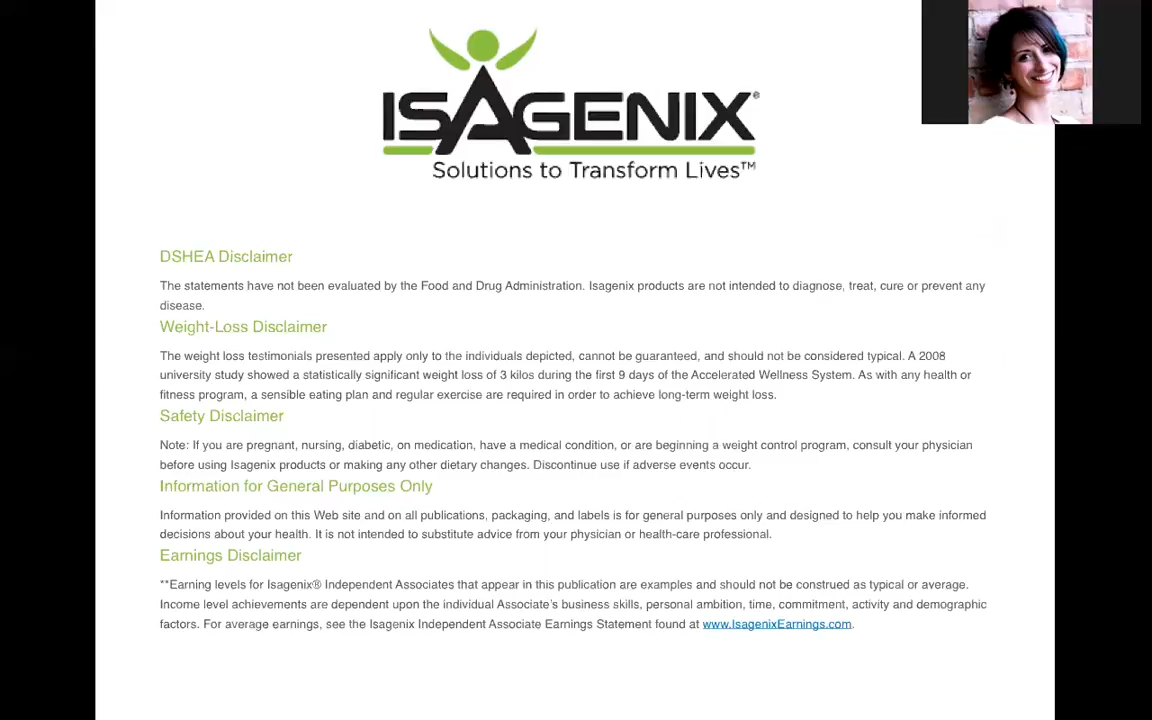 ISAGENIX®
Solutions to Transform Lives™
DSHEA Disclaimer
The statements have not been evaluated by the Food and Drug Administration. Isagenix products are not intended to diagnose, treat, cure or prevent any
disease.
Weight-Loss Disclaimer
The weight loss testimonials presented apply only to the individuals depicted, cannot be guaranteed, and should not be considered typical. A 2008
university study showed a statistically significant weight loss of 3 kilos during the first 9 days of the Accelerated Wellness System. As with any health or
fitness program, a sensible eating plan and regular exercise are required in order to achieve long-term weight loss.
Safety Disclaimer
Note: If you are pregnant, nursing, diabetic, on medication, have a medical condition, or are beginning a weight control program, consult your physician
before using Isagenix products or making any other dietary changes. Discontinue use if adverse events occur.
Information for General Purposes Only
Information provided on this Web site and on all publications, packaging, and labels is for general purposes only and designed to help you make informed
decisions about your health. It is not intended to substitute advice from your physician or health-care professional.
Earnings Disclaimer
**Earning levels for Isagenix® Independent Associates that appear in this publication are examples and should not be construed as typical or average.
Income level achievements are dependent upon the individual Associate's business skills, personal ambition, time, commitment, activity and demographic
factors. For average earnings, see the Isagenix Independent Associate Earnings Statement found at www.IsagenixEarnings.com.